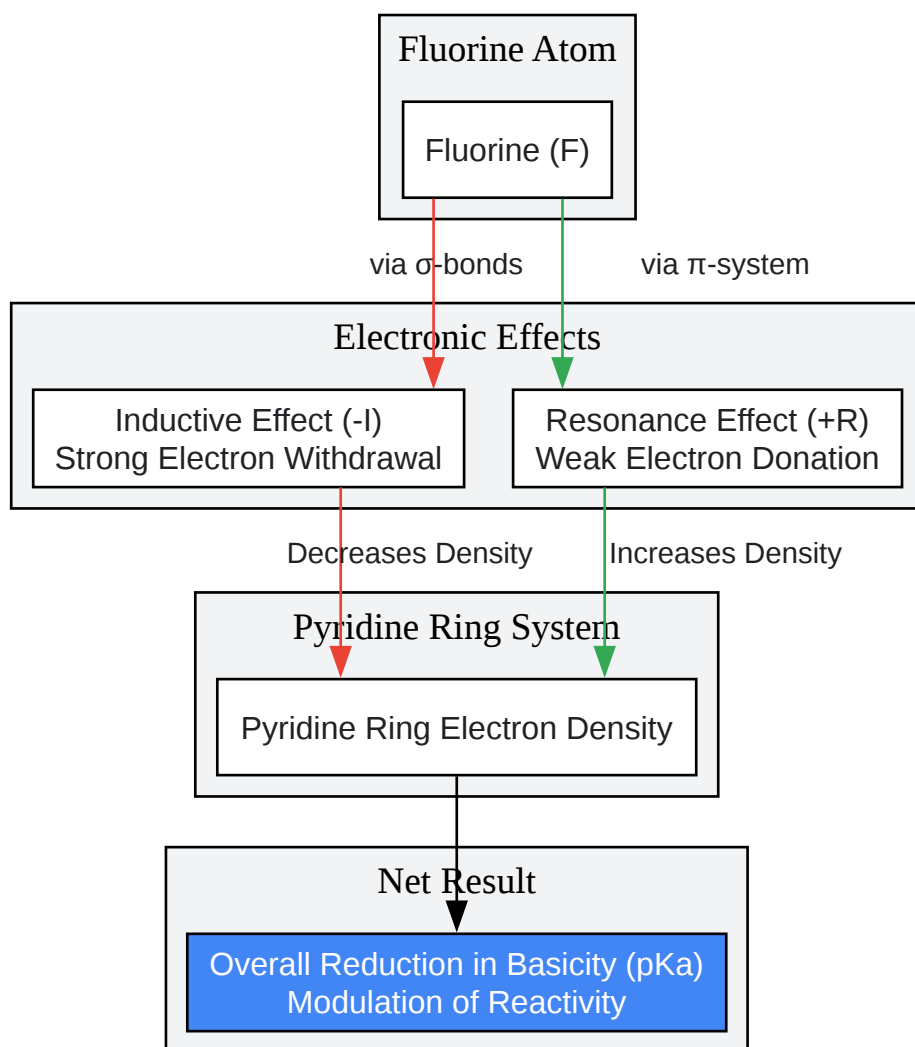 Fluorine Atom
Fluorine (F)
via σ-bonds
via π-system
Electronic Effects
Inductive Effect (-I)
Strong Electron Withdrawal
Resonance Effect (+R)
Weak Electron Donation
Decreases Density
Increases Density
Pyridine Ring System
Pyridine Ring Electron Density
Net Result
Overall Reduction in Basicity (pKa)
Modulation of Reactivity